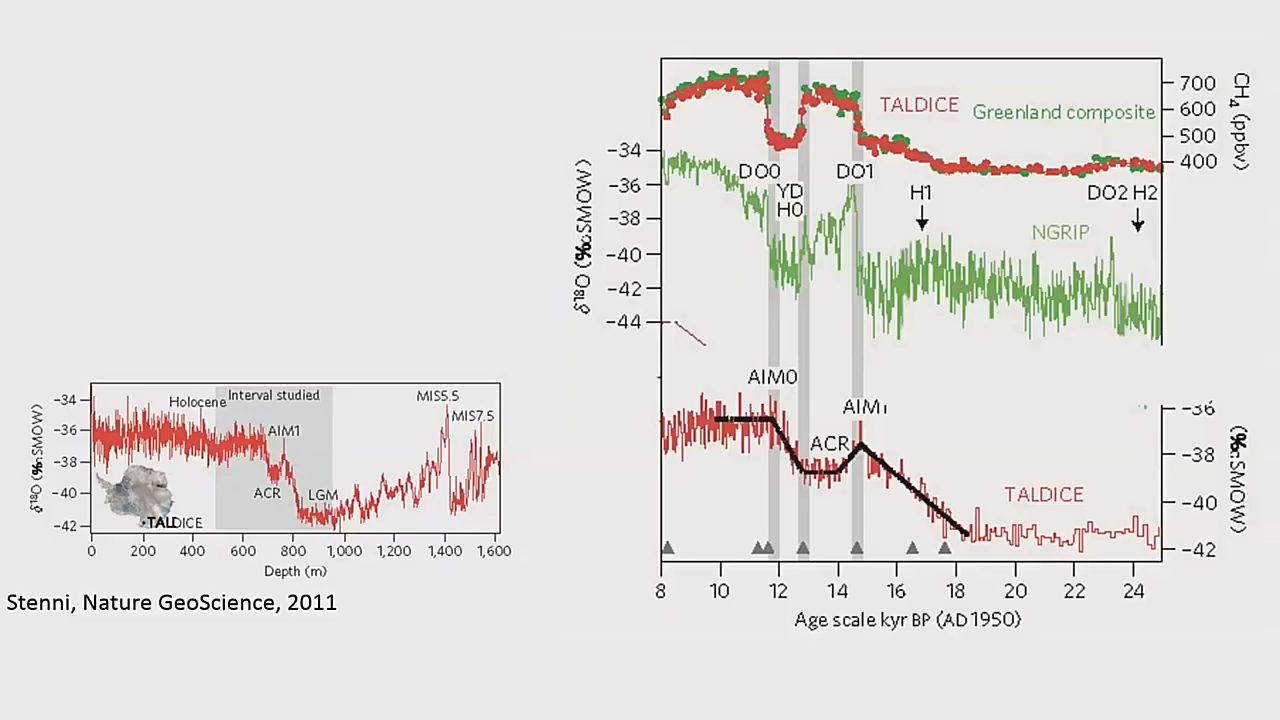 TALDICE
Greenland composite
700
600
500
400
CH4 (ppbv)
−34
−36
−38
−40
−42
−44
δ18O (‰ SMOW)
DO0
YD
H0
DO1
H1
DO2 H2
NGRIP
AIM0
AIM1
ACR
TALDICE
−36
−38
−40
−42
(‰ SMOW)
8 10 12 14 16 18 20 22 24
Age scale kyr BP (AD 1950)
−34
−36
−38
−40
−42
δ18O (‰ SMOW)
Holocene
Interval studied
MIS5.5
MIS7.5
AIM1
ACR
LGM
TALDICE
0 200 400 600 800 1,000 1,200 1,400 1,600
Depth (m)
Stenni, Nature GeoScience, 2011